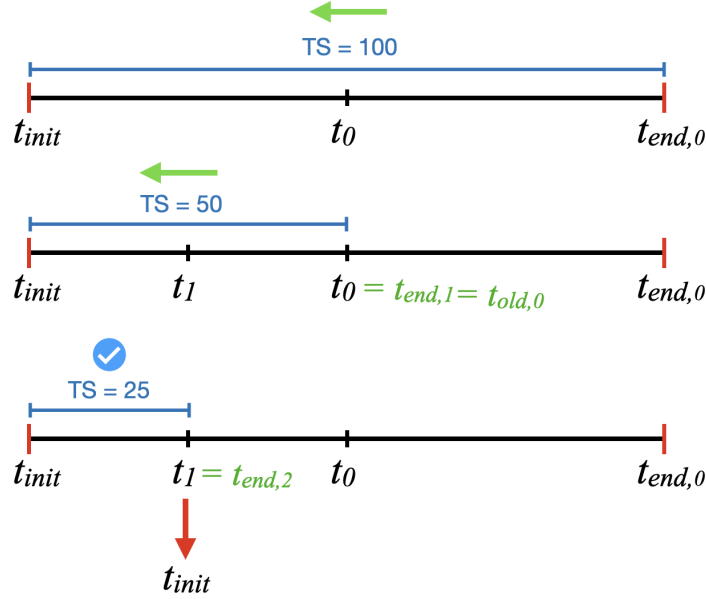 TS = 100
t_init t_0 t_end,0
TS = 50
t_init t_1 t_0 = t_end,1 = t_old,0 t_end,0
TS = 25
t_init t_1 = t_end,2 t_0 t_end,0
t_init